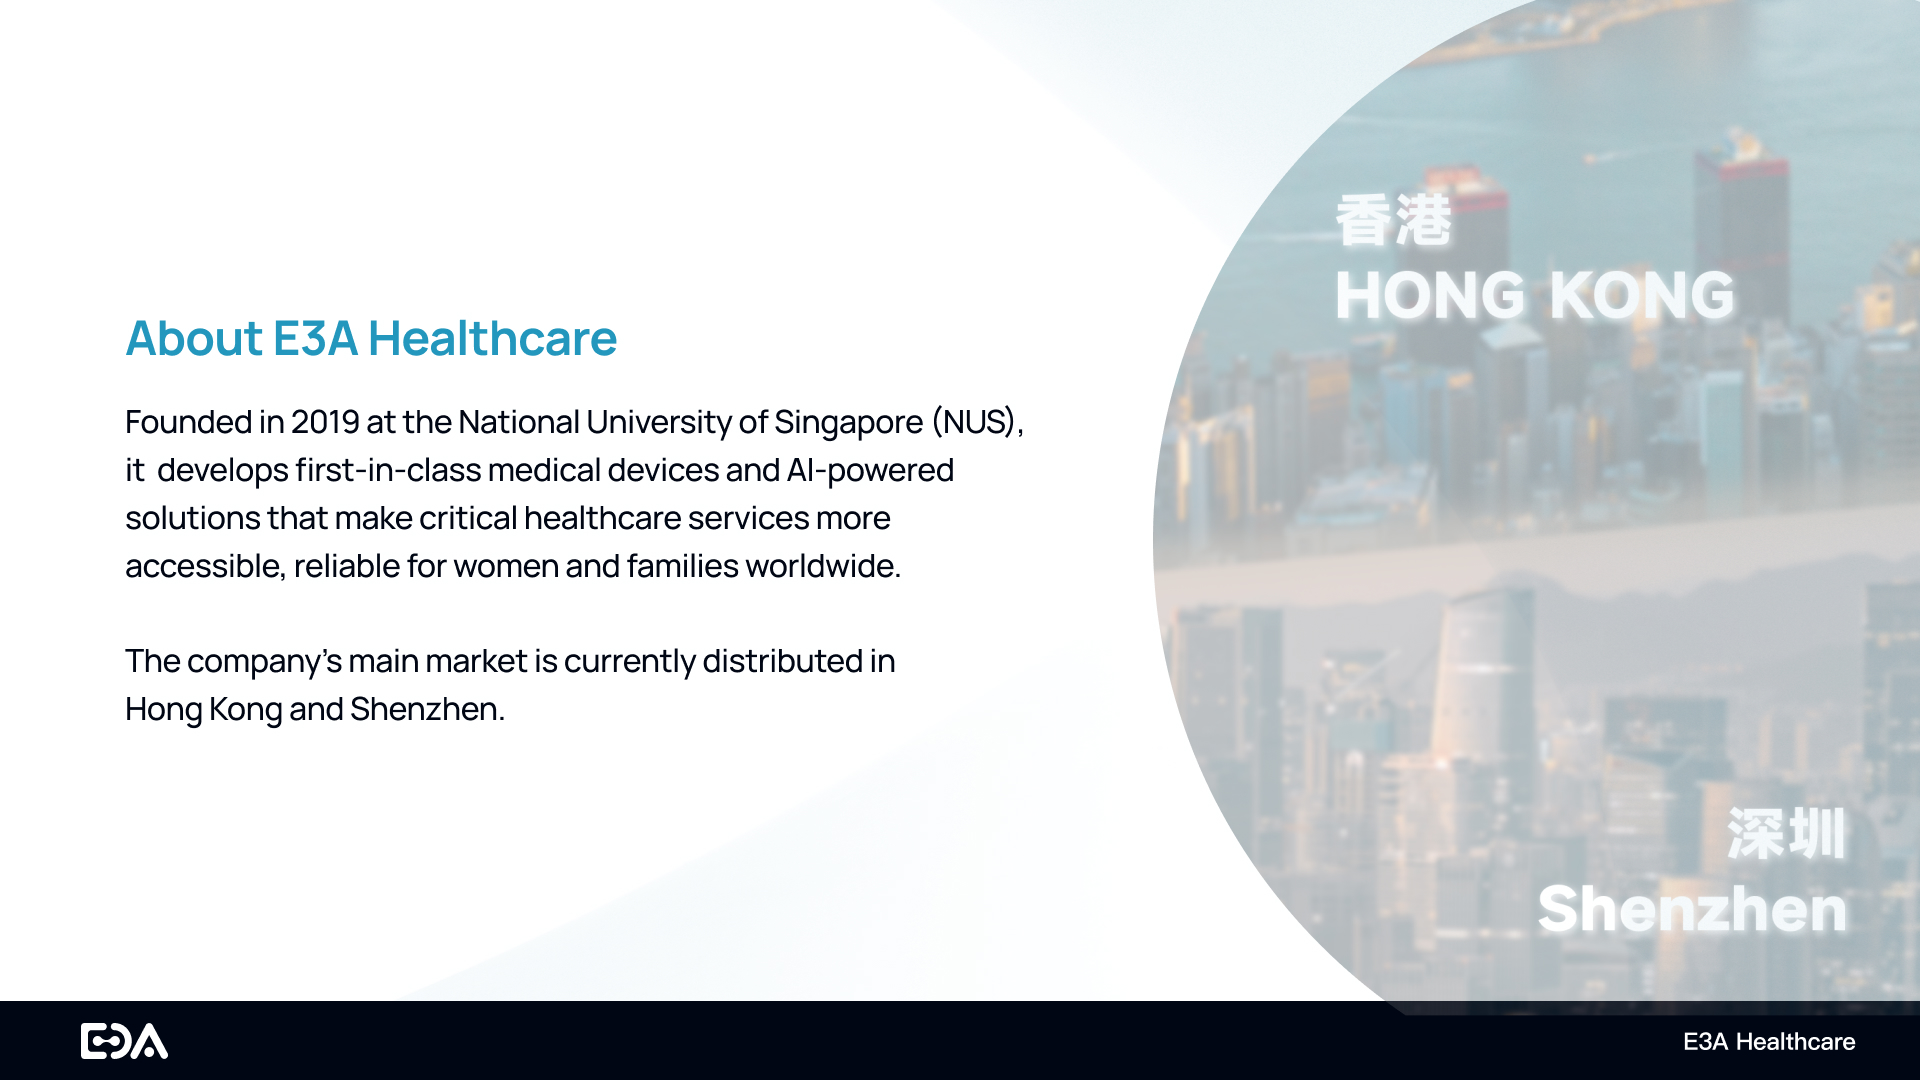 About E3A Healthcare
Founded in 2019 at the National University of Singapore (NUS),
it  develops first-in-class medical devices and AI-powered
solutions that make critical healthcare services more
accessible, reliable for women and families worldwide.
The company’s main market is currently distributed in
Hong Kong and Shenzhen.
香港
HONG KONG
深圳
Shenzhen
E3A
E3A Healthcare